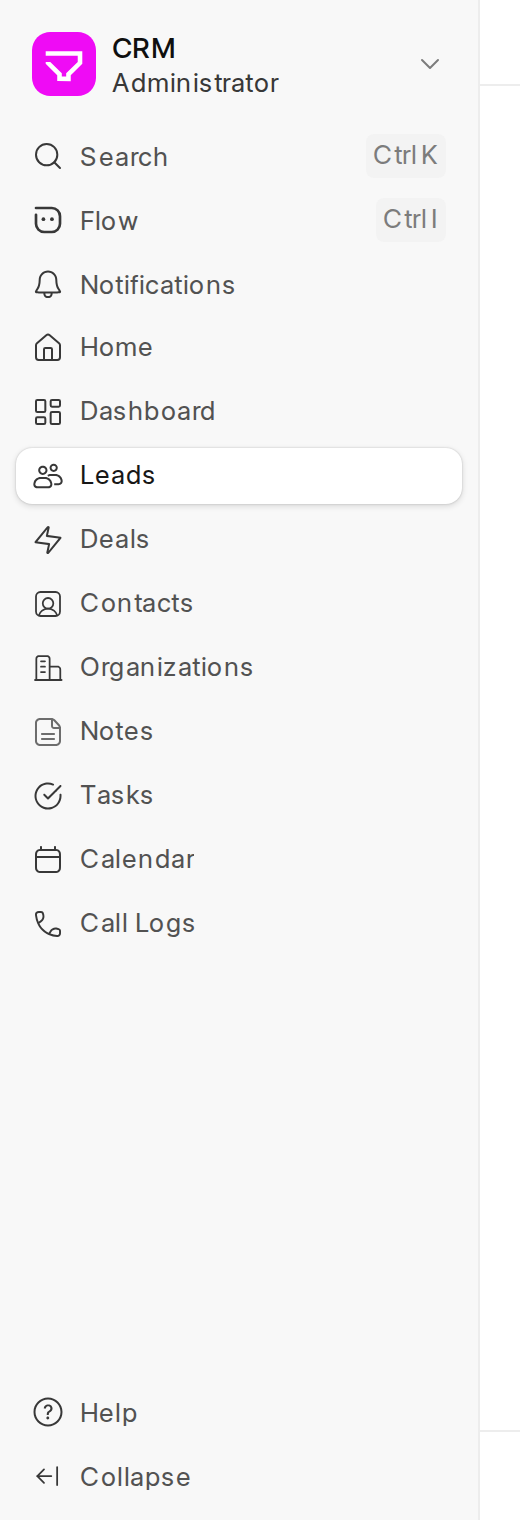 CRM
Administrator
Search Ctrl K
Flow Ctrl I
Notifications
Home
Dashboard
Leads
Deals
Contacts
Organizations
Notes
Tasks
Calendar
Call Logs
Help
Collapse